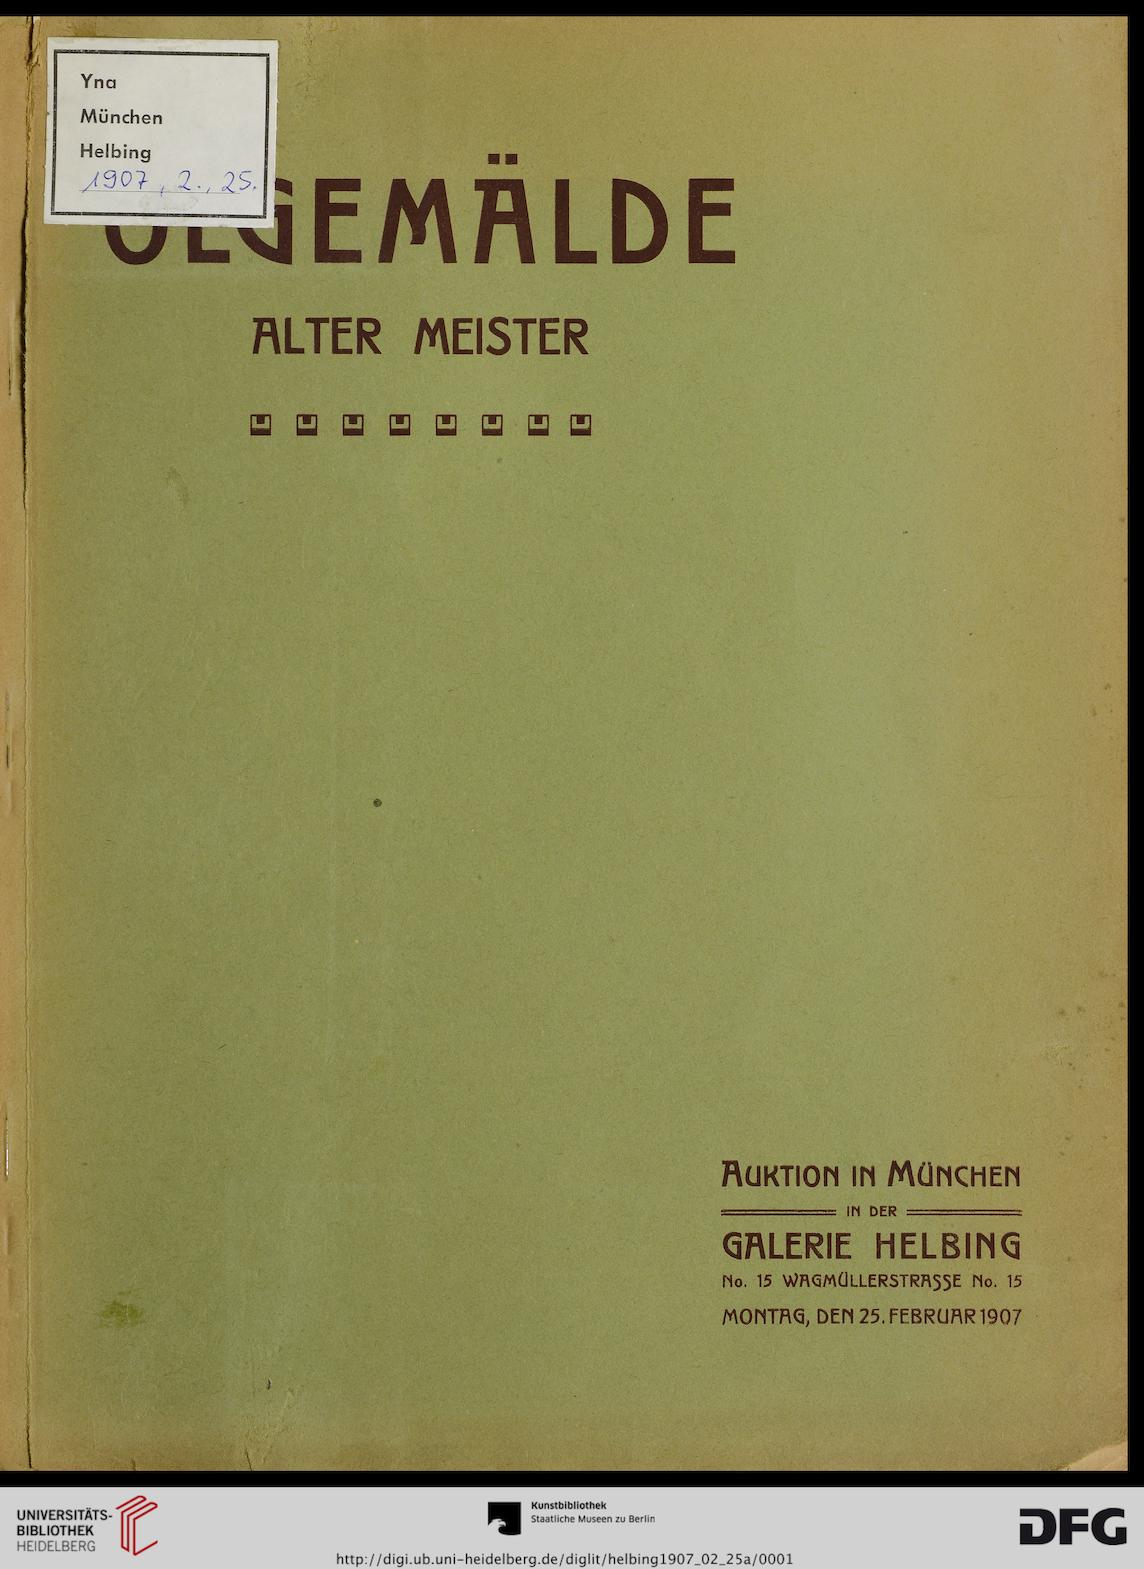 Yna
München
Helbing
1907, 2., 25.
ÖLGEMÄLDE
ALTER MEISTER
AUKTION IN MÜNCHEN
IN DER
GALERIE HELBING
No. 15 WAGMÜLLERSTRASSE No. 15
MONTAG, DEN 25. FEBRUAR 1907
UNIVERSITÄTS-
BIBLIOTHEK
HEIDELBERG
Kunstbibliothek
Staatliche Museen zu Berlin
DFG
http://digi.ub.uni-heidelberg.de/diglit/helbing1907_02_25a/0001